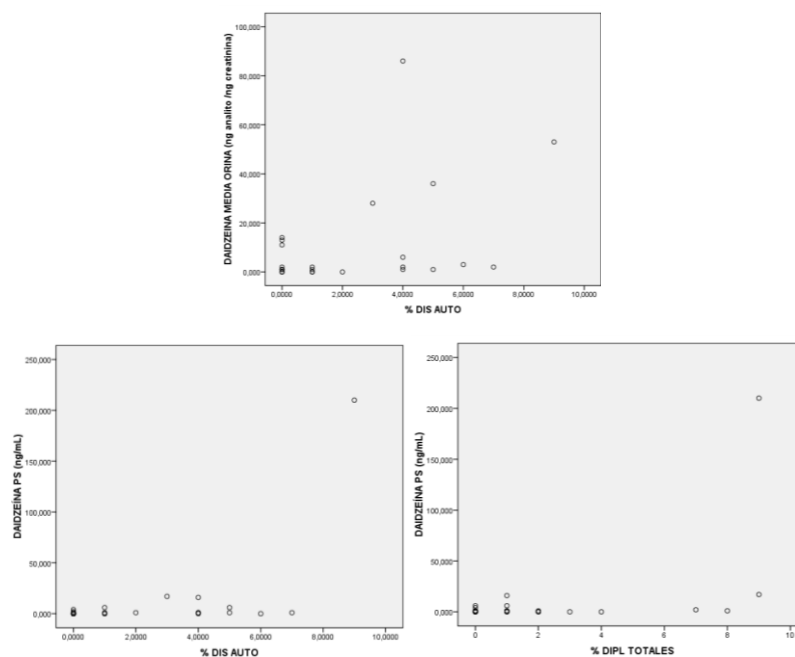 DAIDZEINA MEDIA ORINA (ng analito /ng creatinina)
100,000
80,000
60,000
40,000
20,000
0,000
0,0000 2,0000 4,0000 6,0000 8,0000 10,0000
% DIS AUTO
DAIDZEÍNA PS (ng/mL)
250,000
200,000
150,000
100,000
50,000
0,000
0,0000 2,0000 4,0000 6,0000 8,0000 10,0000
% DIS AUTO
DAIDZEÍNA PS (ng/mL)
250,000
200,000
150,000
100,000
50,000
0,000
0 2 4 6 8 10
% DIPL TOTALES